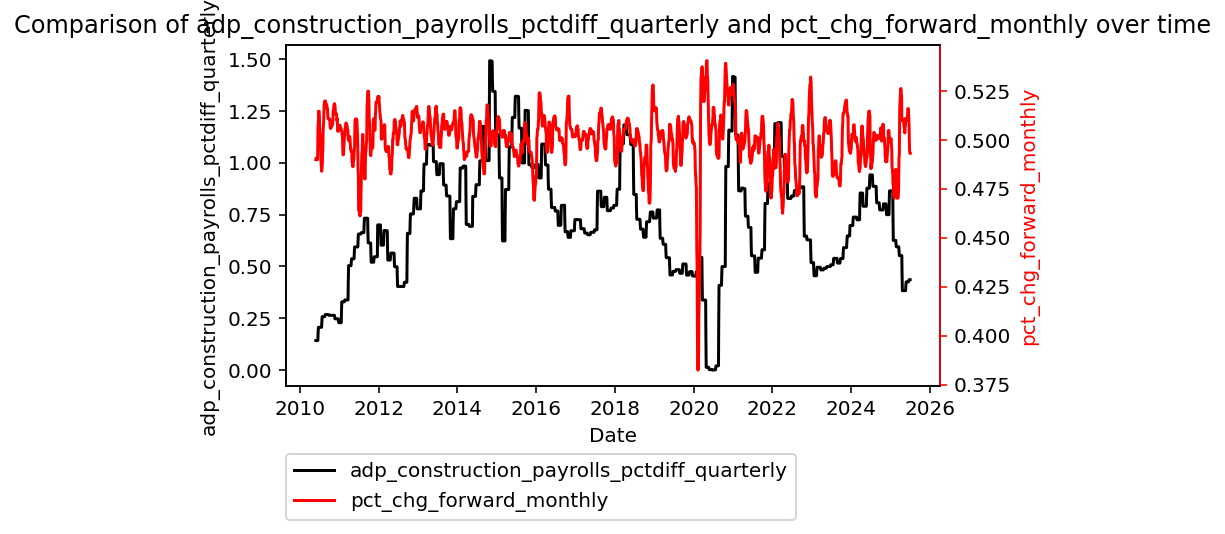 Comparison of adp_construction_payrolls_pctdiff_quarterly and pct_chg_forward_monthly over time
adp_construction_payrolls_pctdiff_quarterly
1.50
1.25
1.00
0.75
0.50
0.25
0.00
0.525
0.500
0.475
0.450
0.425
0.400
0.375
pct_chg_forward_monthly
2010 2012 2014 2016 2018 2020 2022 2024 2026
Date
adp_construction_payrolls_pctdiff_quarterly
pct_chg_forward_monthly